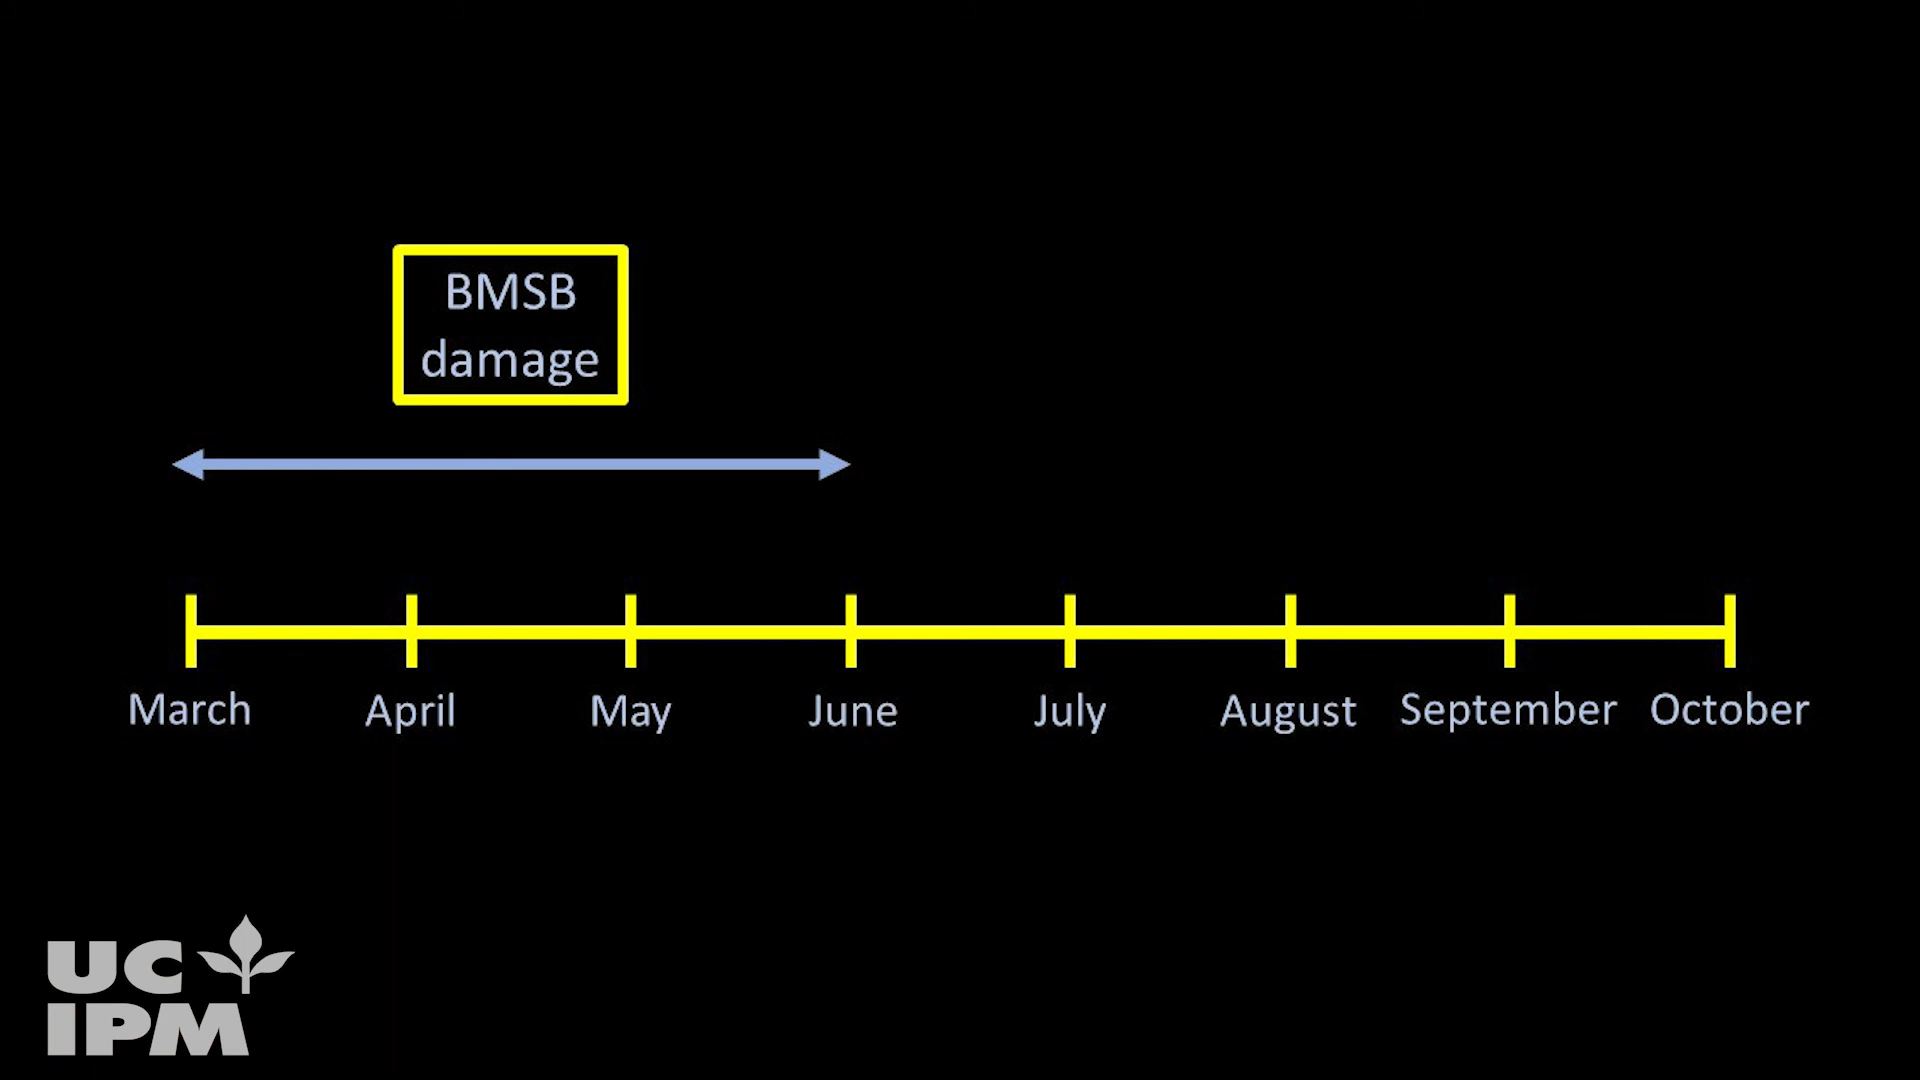 BMSB
damage
March April May June July August September October
UC
IPM